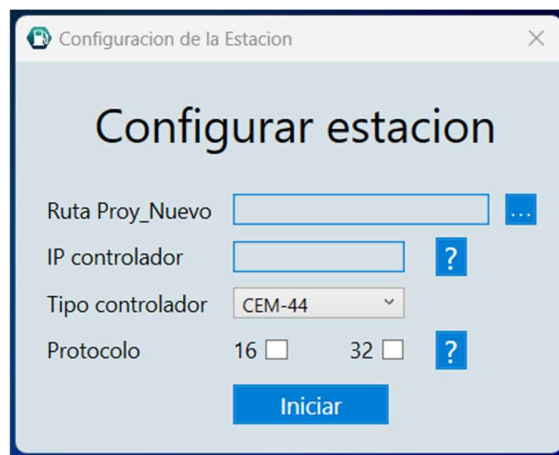 Configuracion de la Estacion
Configurar estacion
Ruta Proy_Nuevo ...
IP controlador ?
Tipo controlador CEM-44
Protocolo 16 32 ?
Iniciar